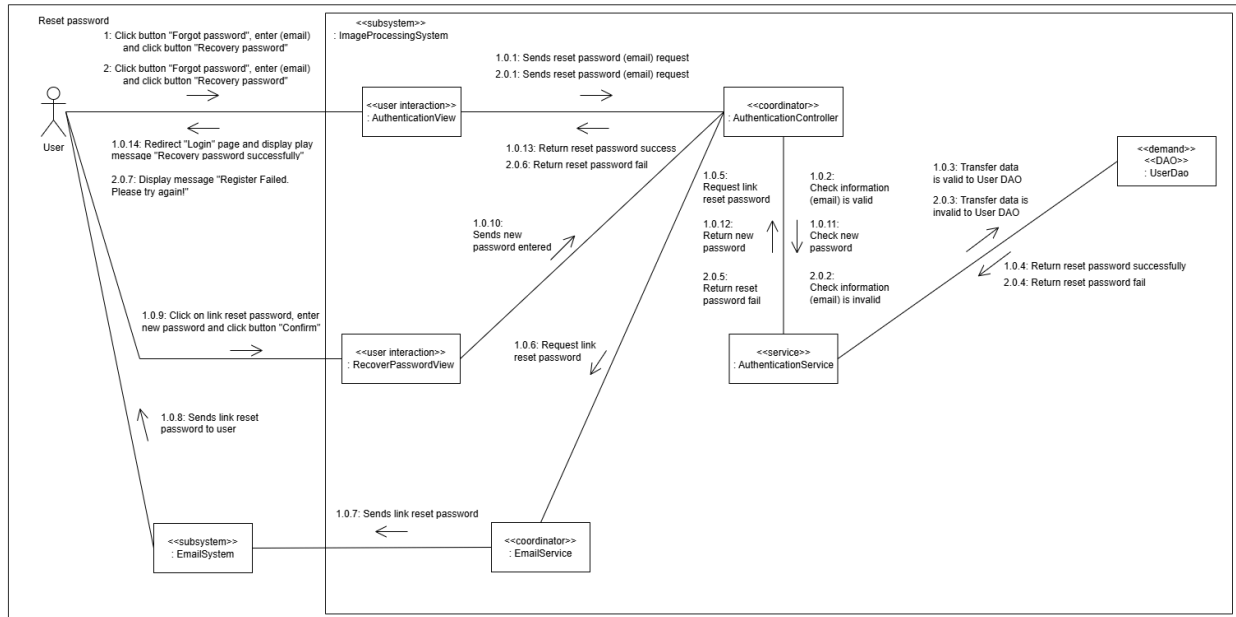 Reset password
1: Click button "Forgot password", enter (email)
and click button "Recovery password"
2: Click button "Forgot password", enter (email)
and click button "Recovery password"
<<subsystem>>
: ImageProcessingSystem
1.0.1: Sends reset password (email) request
2.0.1: Sends reset password (email) request
User
<<user interaction>>
: AuthenticationView
<<coordinator>>
: AuthenticationController
1.0.14: Redirect "Login" page and display play
message "Recovery password successfully"
2.0.7: Display message "Register Failed.
Please try again!"
1.0.13: Return reset password success
2.0.6: Return reset password fail
<<demand>>
<<DAO>>
: UserDao
1.0.5:
Request link
reset password
1.0.2:
Check information
(email) is valid
1.0.3: Transfer data
is valid to User DAO
2.0.3: Transfer data is
invalid to User DAO
1.0.10:
Sends new
password entered
1.0.12:
Return new
password
1.0.11:
Check new
password
1.0.4: Return reset password successfully
2.0.4: Return reset password fail
2.0.5:
Return reset
password fail
2.0.2:
Check information
(email) is invalid
1.0.9: Click on link reset password, enter
new password and click button "Confirm"
<<user interaction>>
: RecoverPasswordView
1.0.6: Request link
reset password
<<service>>
: AuthenticationService
1.0.8: Sends link reset
password to user
1.0.7: Sends link reset password
<<subsystem>>
: EmailSystem
<<coordinator>>
: EmailService